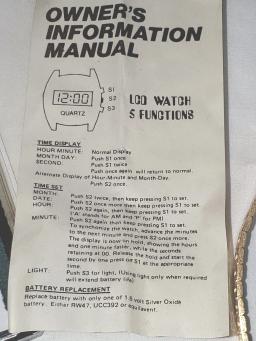 OWNER'S
INFORMATION
MANUAL
S1
12:00 S2
S3
QUARTZ
LCD WATCH
5 FUNCTIONS
TIME DISPLAY
HOUR MINUTE: Normal Display
MONTH DAY: Push S1 once
SECOND: Push S1 twice
Push once again will return to normal.
Alternate Display of Hour-Minute and Month-Day.
Push S2 once.
TIME SET
MONTH: Push S2 twice, then keep pressing S1 to set.
DATE: Push S2 once more then keep pressing S1 to set.
HOUR: Push S2 again, then keep pressing S1 to set.
('A' stands for AM and 'P' for PM)
MINUTE: Push S2 again then keep pressing S1 to set.
To synchronize the watch, advance the minutes
to the next minute and press S2 once more.
The display is now on hold, showing the hours
and one minute faster, while the seconds
retaining at 00. Release the hold and start the
second by one press of S1 at the appropriate
time.
LIGHT: Push S3 for light, (Using light only when required
will extend battery life)
BATTERY REPLACEMENT
Replace battery with only one of 1.5 volt Silver Oxide
battery. Either RW47, UCC392 or equivalent.